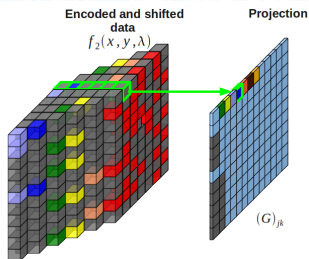 Encoded and shifted
data
f₂(x, y, λ)
Projection
(G)ⱼₖ